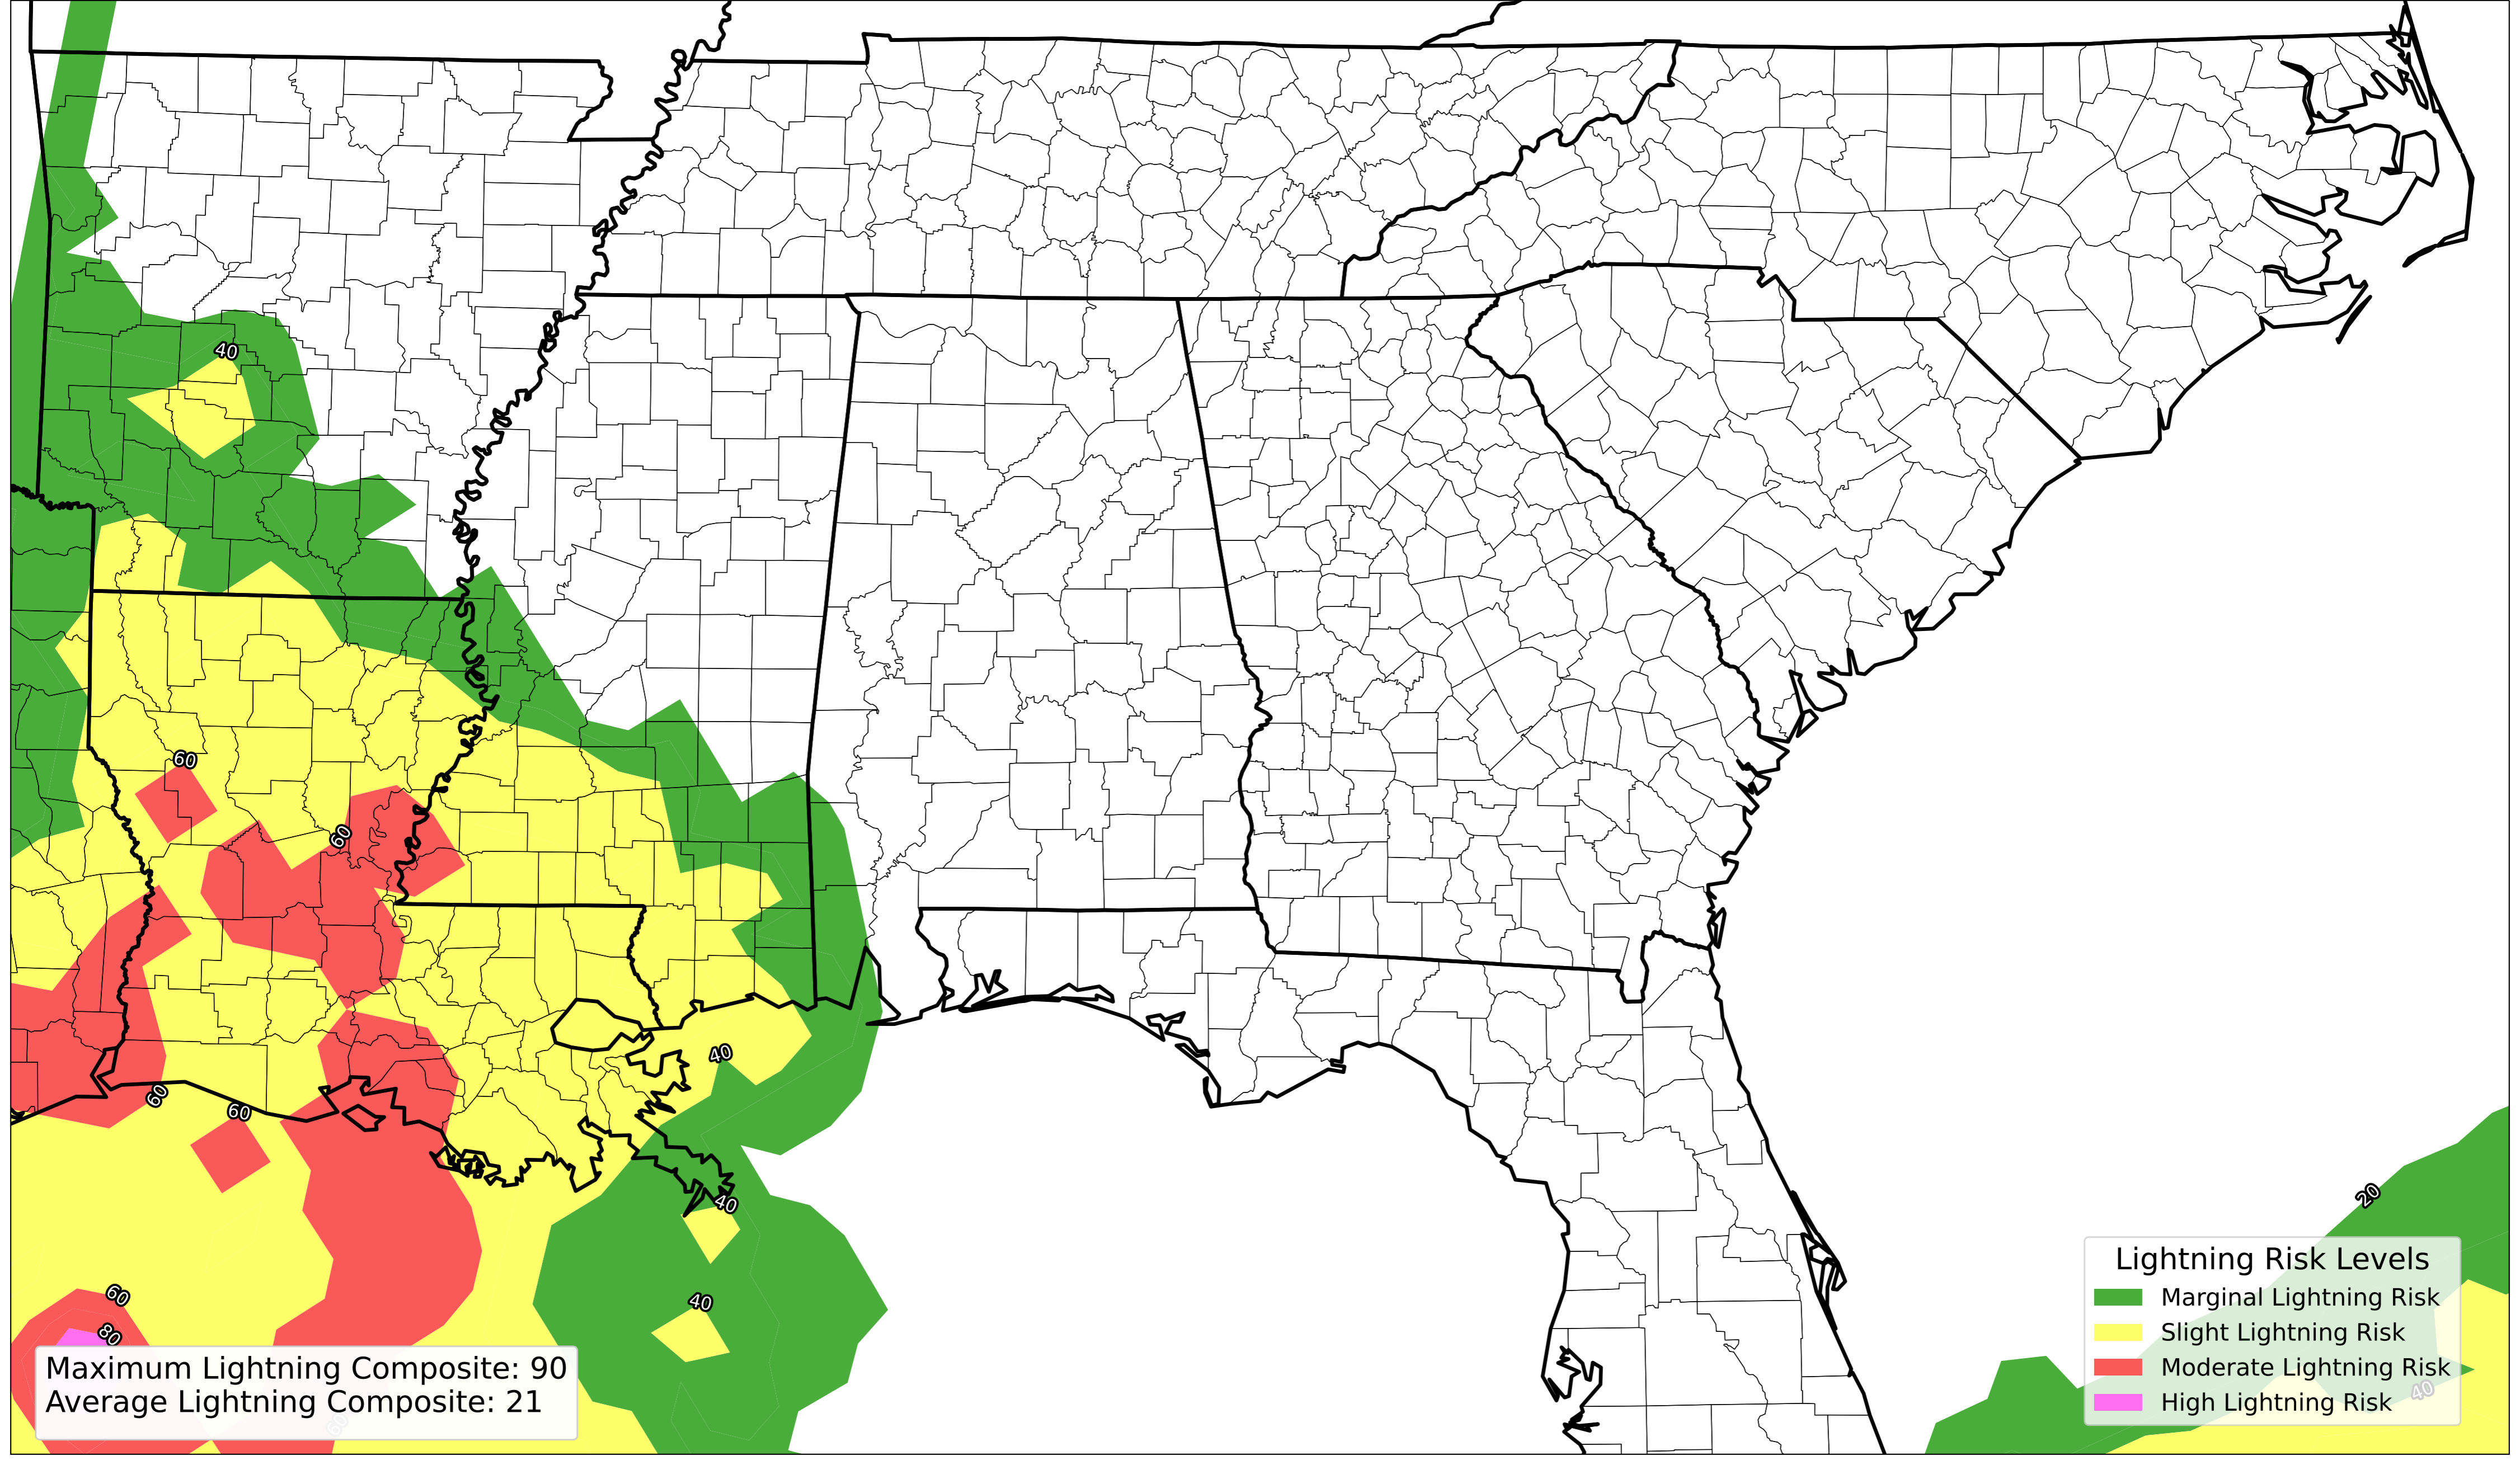 40
60
60
60
60
40
40
20
40
60
80
60
40
Lightning Risk Levels
Marginal Lightning Risk
Slight Lightning Risk
Moderate Lightning Risk
High Lightning Risk
Maximum Lightning Composite: 90
Average Lightning Composite: 21